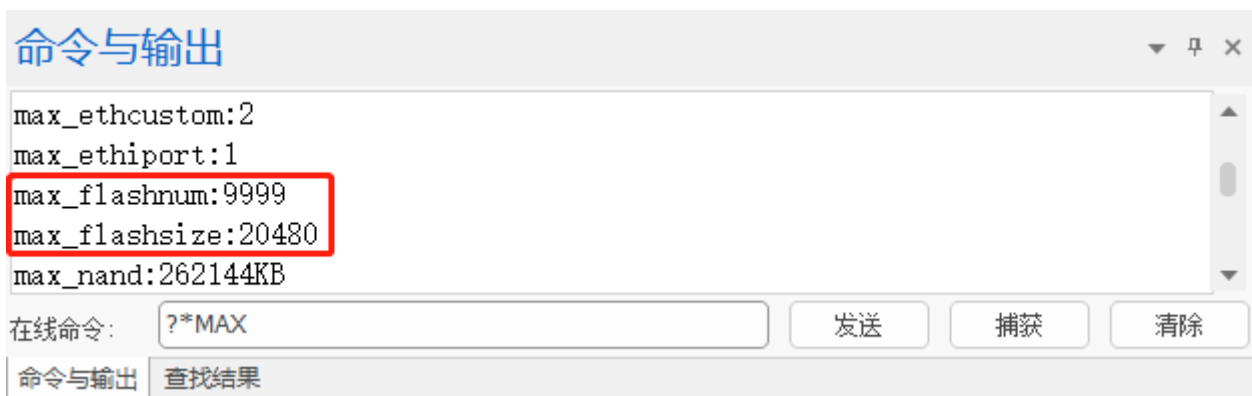 命令与输出
max_ethcustom:2
max_ethiport:1
max_flashnum:9999
max_flashsize:20480
max_nand:262144KB
在线命令: ?*MAX 发送 捕获 清除
命令与输出 查找结果